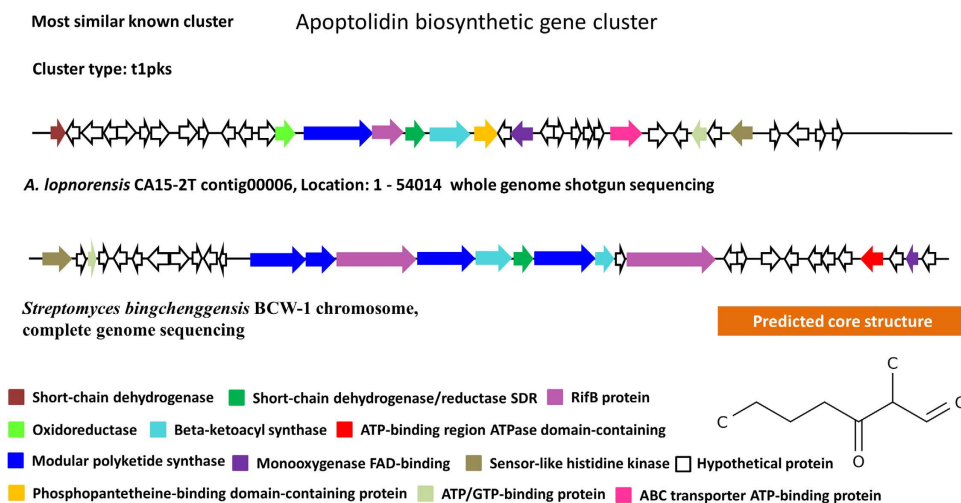 Most similar known cluster
Apoptolidin biosynthetic gene cluster
Cluster type: t1pks
A. lopnorensis CA15-2T contig00006, Location: 1 - 54014 whole genome shotgun sequencing
Streptomyces bingchenggensis BCW-1 chromosome,
complete genome sequencing
Predicted core structure
C
O
C
O
Short-chain dehydrogenase
Short-chain dehydrogenase/reductase SDR
RifB protein
Oxidoreductase
Beta-ketoacyl synthase
ATP-binding region ATPase domain-containing
Modular polyketide synthase
Monooxygenase FAD-binding
Sensor-like histidine kinase
Hypothetical protein
Phosphopantetheine-binding domain-containing protein
ATP/GTP-binding protein
ABC transporter ATP-binding protein